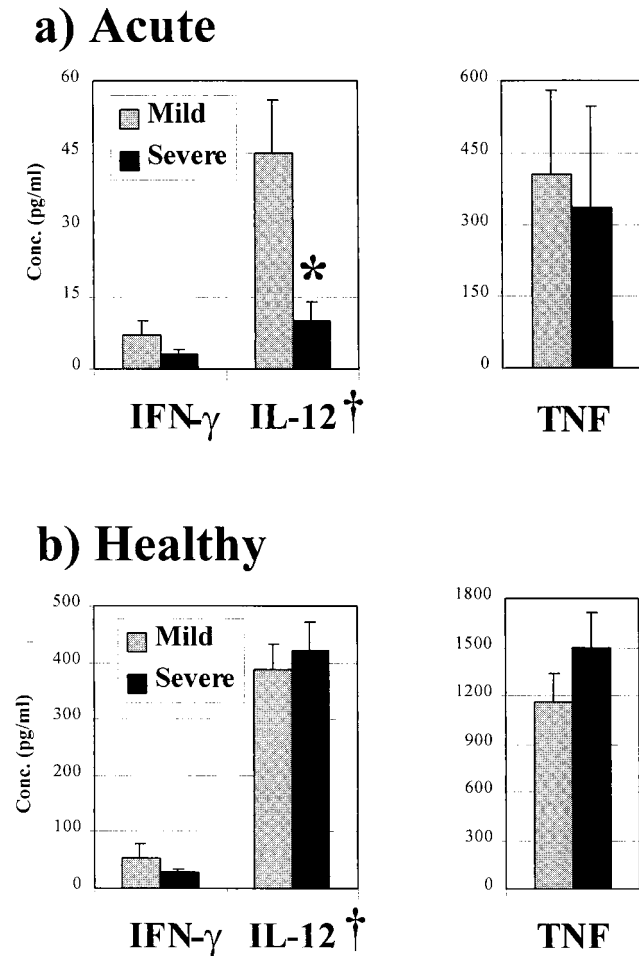 a) Acute
Conc. (pg/ml)
60
45
30
15
0
Mild
Severe
*
IFN-γ IL-12 †
600
450
300
150
0
TNF
b) Healthy
Conc. (pg/ml)
500
400
300
200
100
0
Mild
Severe
IFN-γ IL-12 †
1800
1500
1200
900
600
300
0
TNF